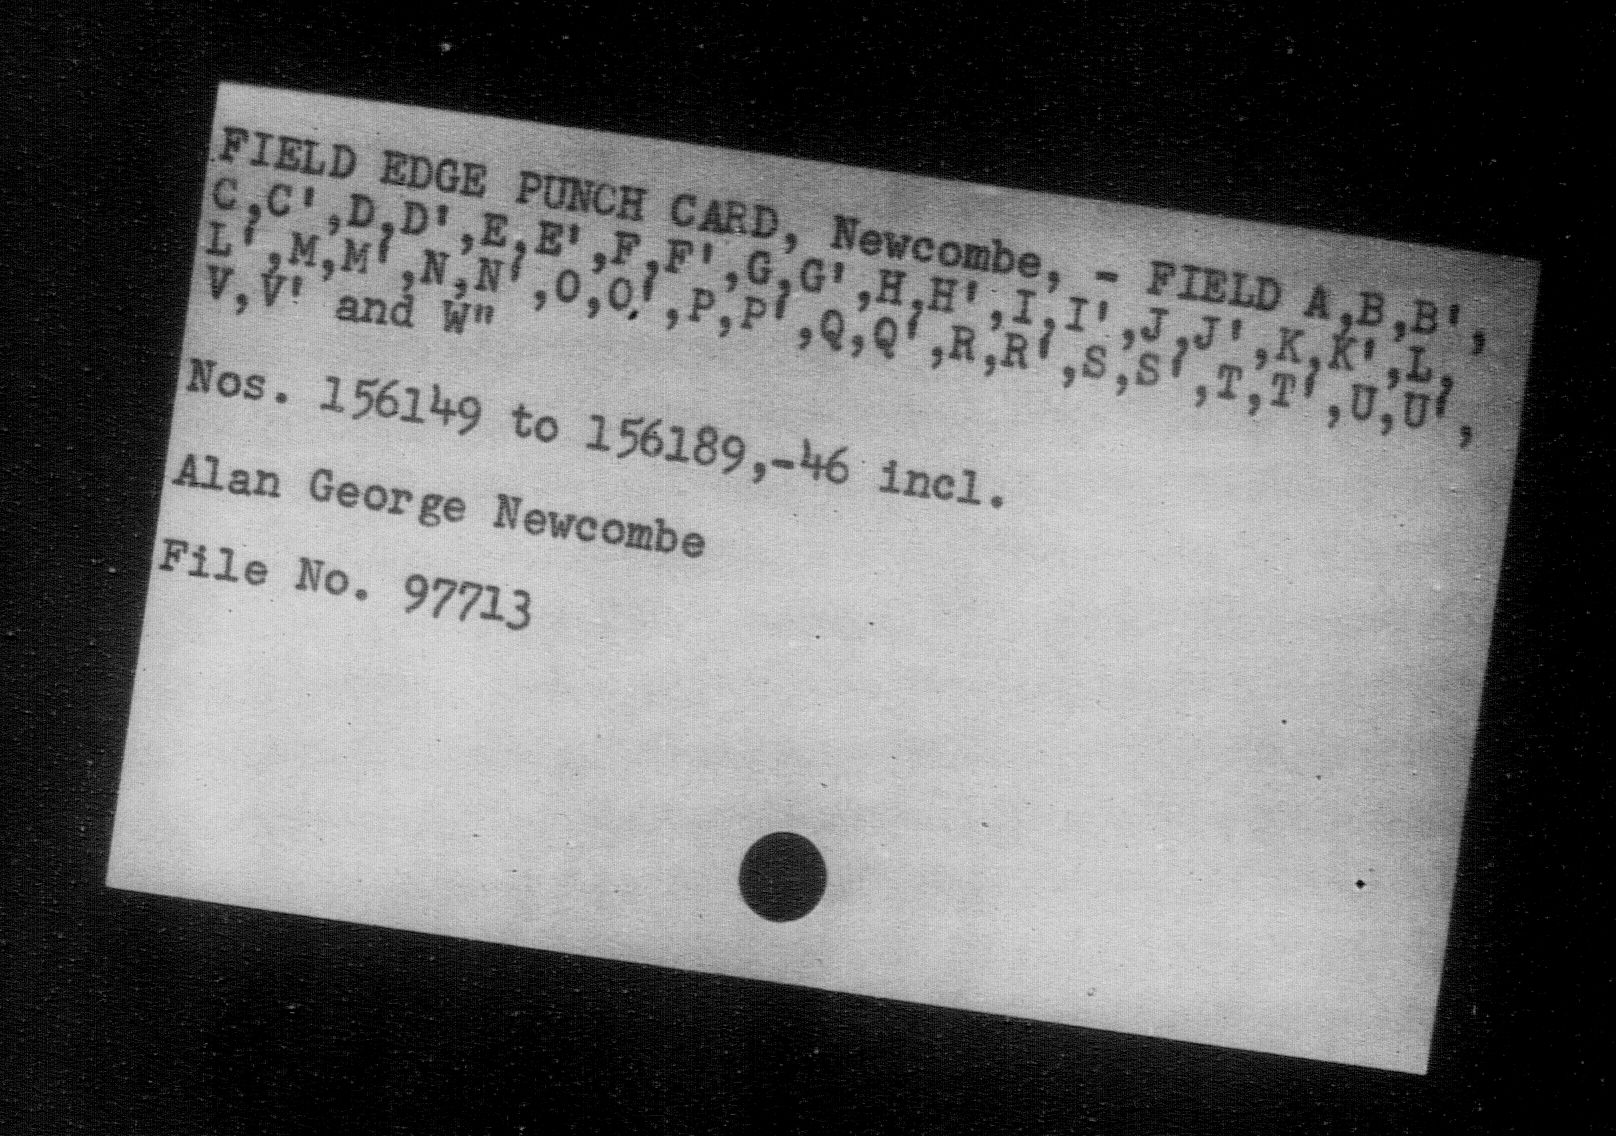 FIELD EDGE PUNCH CARD, Newcombe, - FIELD A,B,B',
C,C',D,D',E,E',F,F',G,G',H,H',I,I',J,J',K,K',L,
L',M,M',N,N',O,O',P,P',Q,Q',R,R',S,S',T,T',U,U',
V,V' and W"
Nos. 156149 to 156189,-46 incl.
Alan George Newcombe
File No. 97713